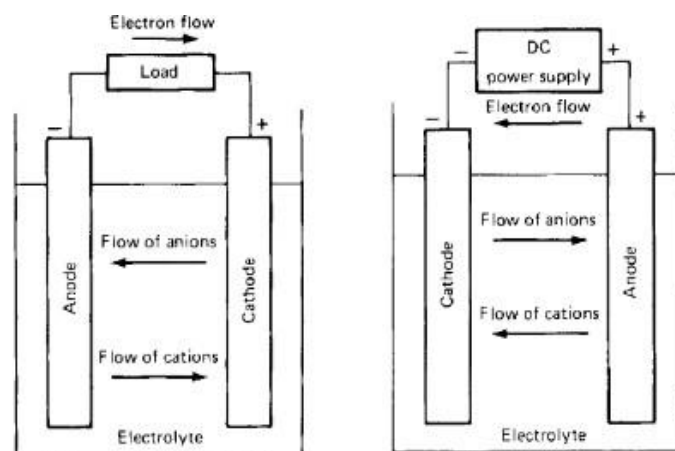 Electron flow
Load
−
+
Anode
Flow of anions
Flow of cations
Cathode
Electrolyte
−
DC
power supply
+
Electron flow
−
+
Cathode
Flow of anions
Flow of cations
Anode
Electrolyte